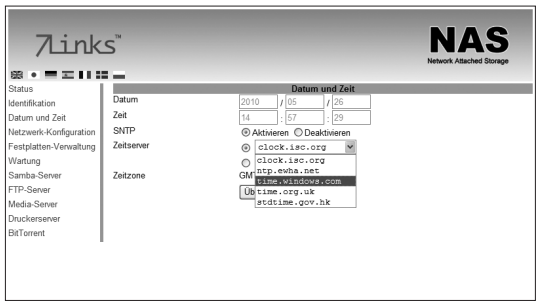 7Links™
NAS
Network Attached Storage
Status
Identifikation
Datum und Zeit
Netzwerk-Konfiguration
Festplatten-Verwaltung
Wartung
Samba-Server
FTP-Server
Media-Server
Druckerserver
BitTorrent
Datum und Zeit
Datum 2010 / 05 / 26
Zeit 14 : 57 : 29
SNTP Aktivieren Deaktivieren
Zeitserver clock.isc.org
clock.isc.org
ntp.ewha.net
time.windows.com
time.org.uk
stdtime.gov.hk
Zeitzone GMT
Üb